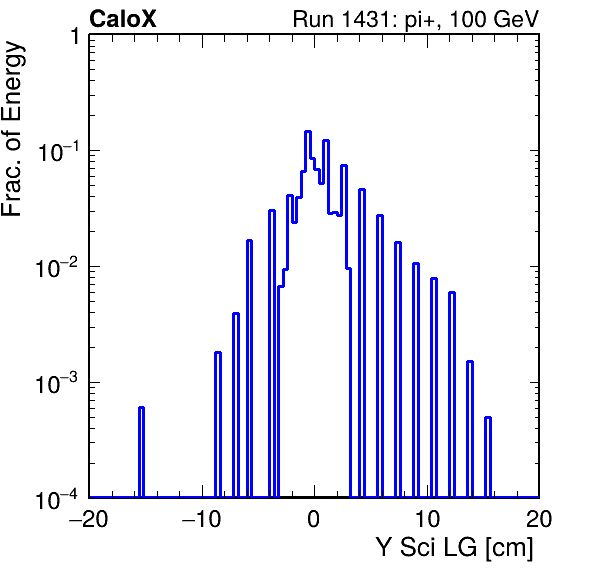 CaloX Run 1431: pi+, 100 GeV
Frac. of Energy
1
10⁻¹
10⁻²
10⁻³
10⁻⁴
−20 −10 0 10 20
Y Sci LG [cm]